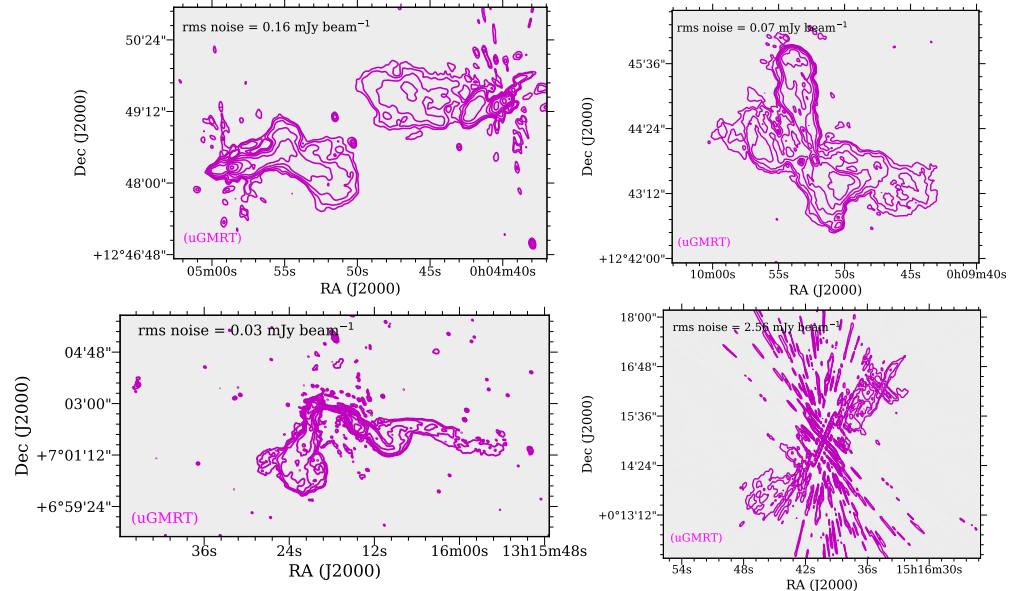 rms noise = 0.16 mJy beam⁻¹
50'24"
49'12"
48'00"
+12°46'48"
Dec (J2000)
(uGMRT)
05m00s 55s 50s 45s 0h04m40s
RA (J2000)
rms noise = 0.07 mJy beam⁻¹
45'36"
44'24"
43'12"
+12°42'00"
Dec (J2000)
(uGMRT)
10m00s 55s 50s 45s 0h09m40s
RA (J2000)
rms noise = 0.03 mJy beam⁻¹
04'48"
03'00"
+7°01'12"
+6°59'24"
Dec (J2000)
(uGMRT)
36s 24s 12s 16m00s 13h15m48s
RA (J2000)
rms noise = 2.56 mJy beam⁻¹
18'00"
16'48"
15'36"
14'24"
+0°13'12"
Dec (J2000)
(uGMRT)
54s 48s 42s 36s 15h16m30s
RA (J2000)